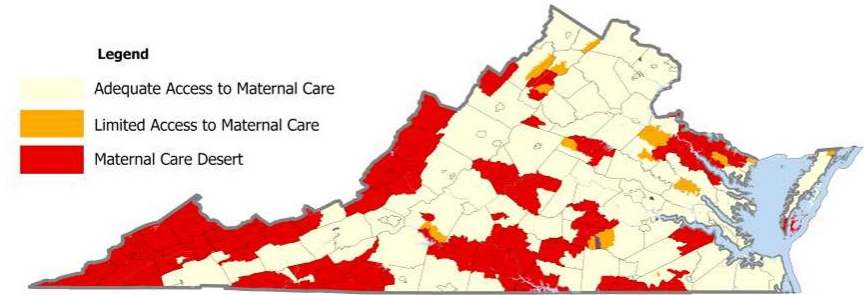 Legend
Adequate Access to Maternal Care
Limited Access to Maternal Care
Maternal Care Desert